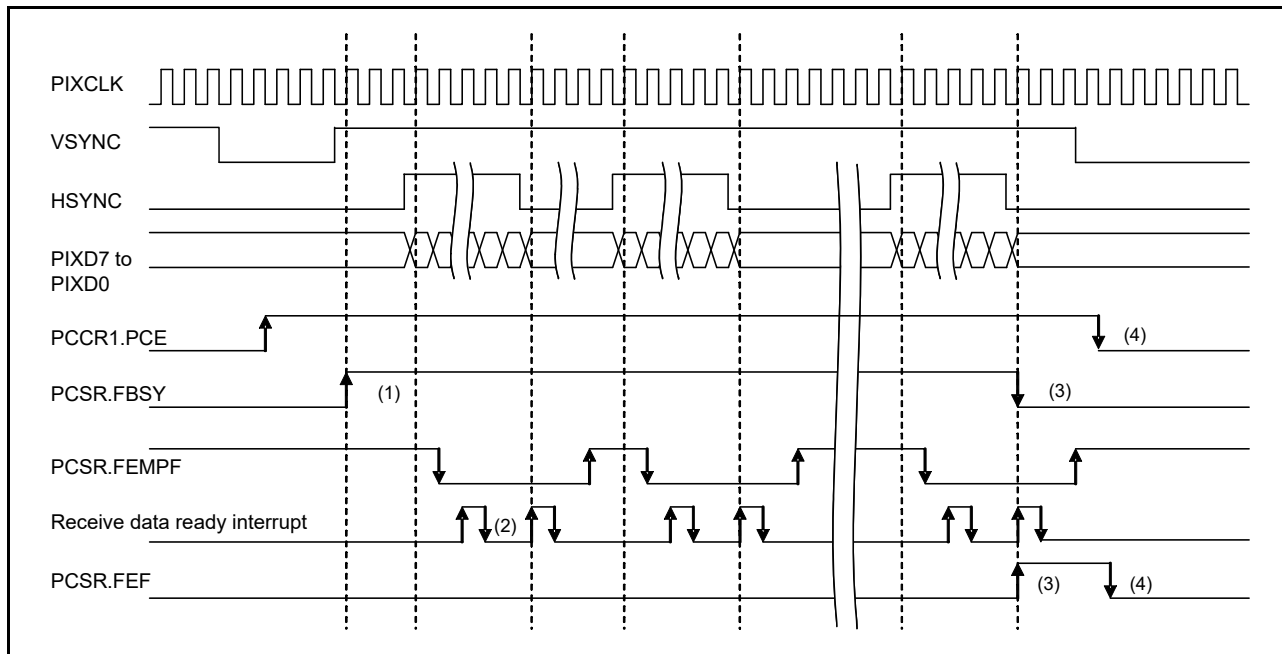 PIXCLK
VSYNC
HSYNC
PIXD7 to
PIXD0
PCCR1.PCE
(4)
PCSR.FBSY
(1)
(3)
PCSR.FEMPF
Receive data ready interrupt
(2)
PCSR.FEF
(3)
(4)